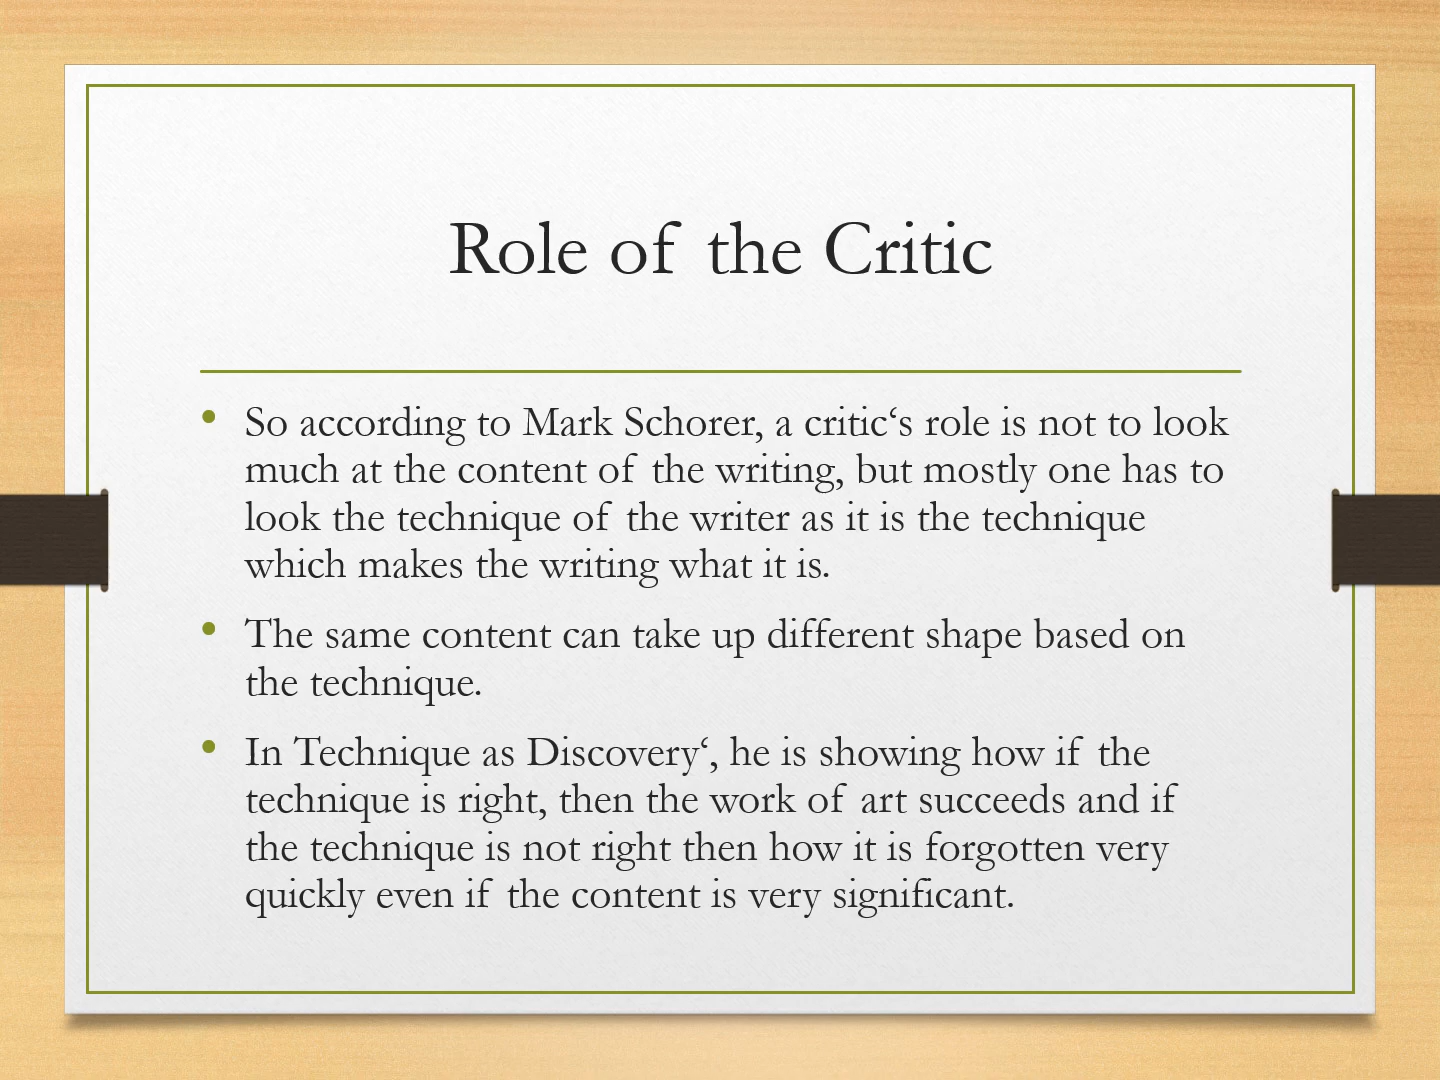 Role of the Critic
• So according to Mark Schorer, a critic‘s role is not to look
much at the content of the writing, but mostly one has to
look the technique of the writer as it is the technique
which makes the writing what it is.
• The same content can take up different shape based on
the technique.
• In Technique as Discovery‘, he is showing how if the
technique is right, then the work of art succeeds and if
the technique is not right then how it is forgotten very
quickly even if the content is very significant.